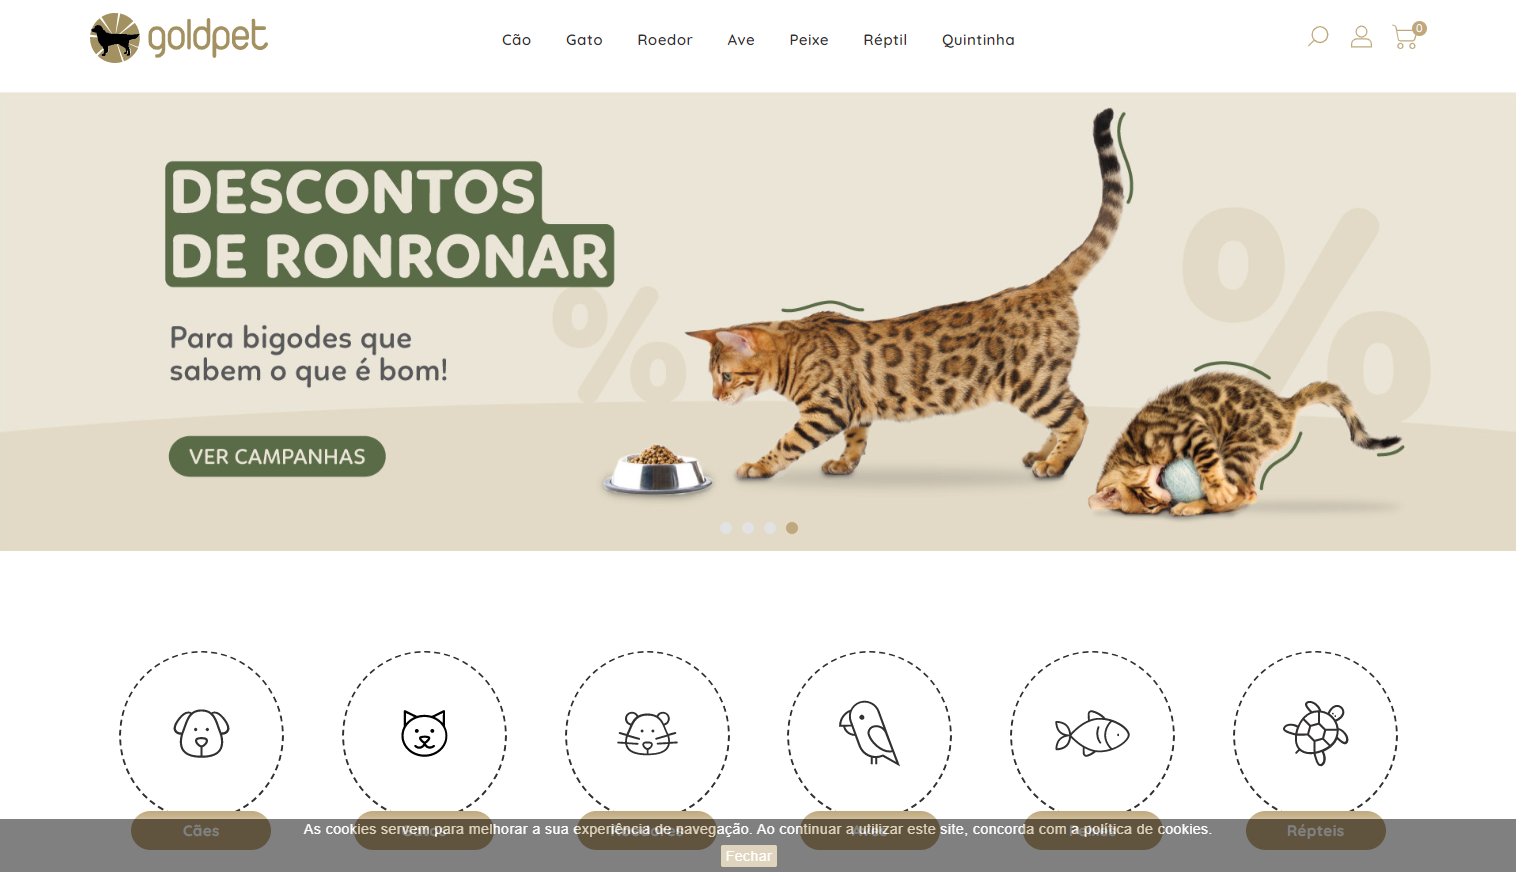 goldpet
Cão Gato Roedor Ave Peixe Réptil Quintinha
0
DESCONTOS
DE RONRONAR
Para bigodes que
sabem o que é bom!
VER CAMPANHAS
Cães
Répteis
As cookies servem para melhorar a sua experiência de navegação. Ao continuar a utilizar este site, concorda com a política de cookies.
Fechar